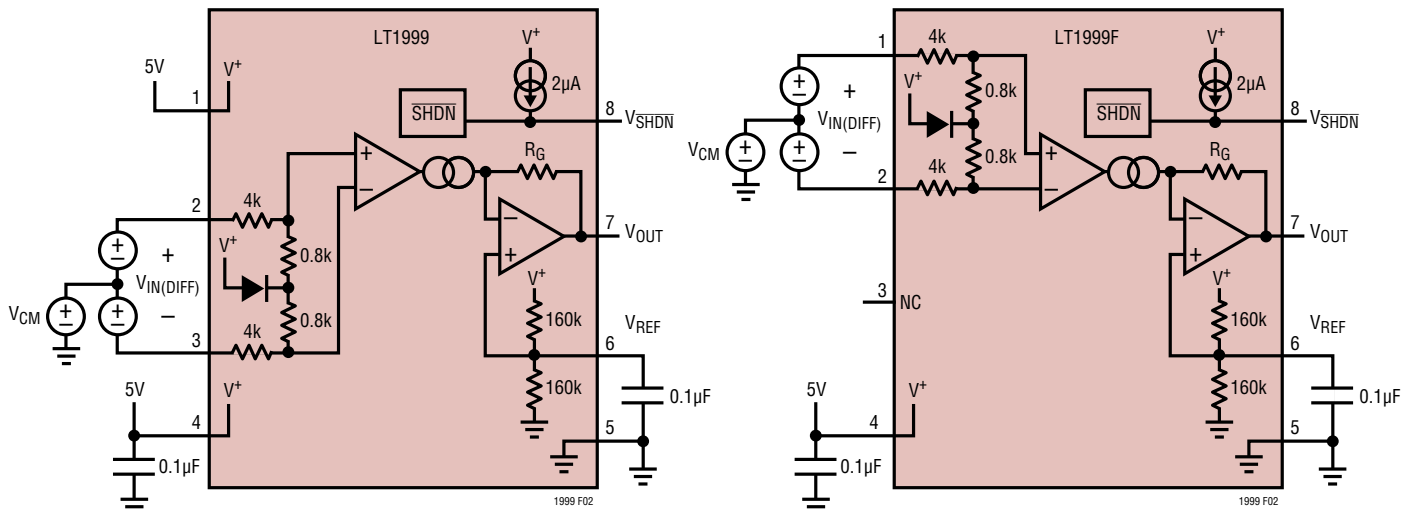 LT1999
V+
2µA
5V
V+
1
SHDN
8
VSHDN
RG
+
−
2
4k
−
+
7
VOUT
V+
0.8k
+
−
+
VIN(DIFF)
−
V+
160k
VCM
+
−
+
−
0.8k
VREF
3
4k
6
5V
V+
160k
0.1µF
4
5
0.1µF
1999 F02
LT1999F
V+
1
4k
2µA
V+
0.8k
SHDN
8
VSHDN
+
−
+
VIN(DIFF)
−
VCM
+
−
+
−
0.8k
RG
+
−
2
4k
−
+
7
VOUT
V+
3
NC
160k
VREF
6
5V
V+
160k
0.1µF
4
5
0.1µF
1999 F02